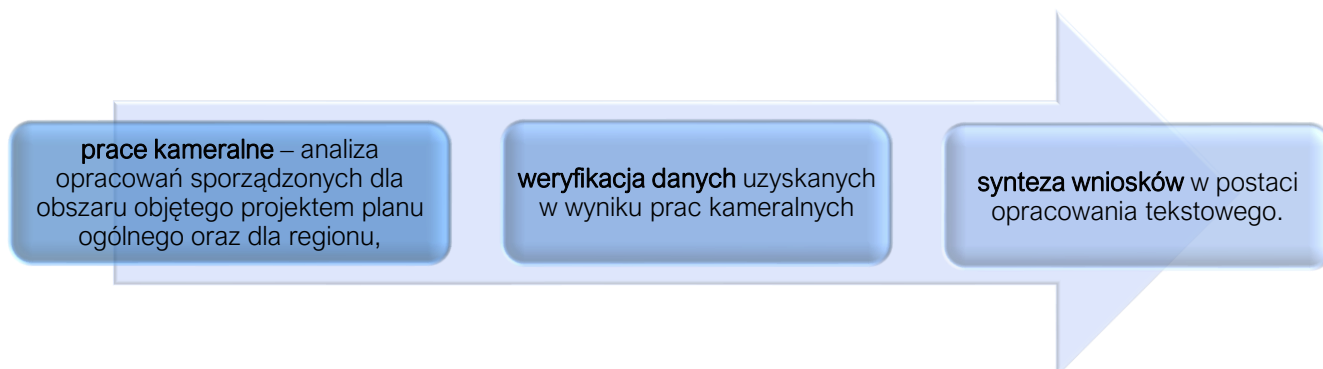 prace kameralne – analiza
opracowań sporządzonych dla
obszaru objętego projektem planu
ogólnego oraz dla regionu,
weryfikacja danych uzyskanych
w wyniku prac kameralnych
synteza wniosków w postaci
opracowania tekstowego.